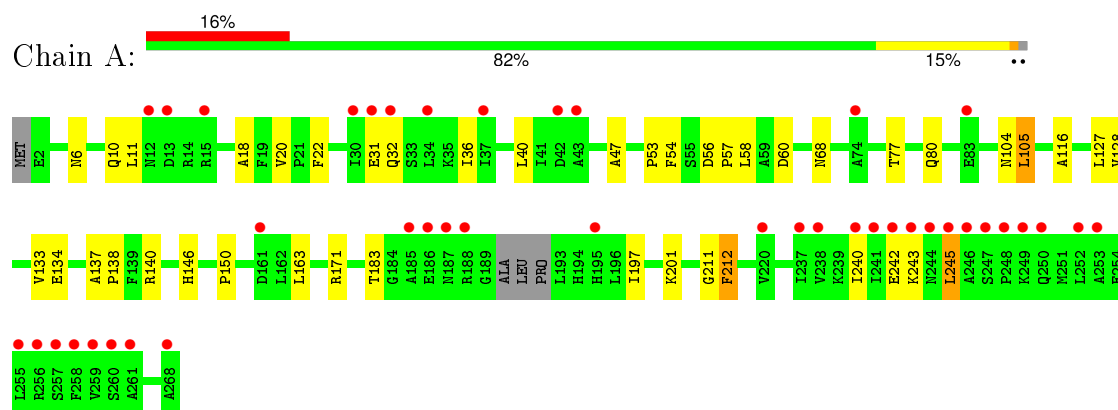 16%
Chain A:
82% 15% ••
MET E2 N6 Q10 L11 N12 D13 R14 R15 A18 F19 V20 P21 F22 I30 E31 Q32 S33 L34 K35 I36 I37 L40 I41 D42 A43 A47 P53 F54 S55 D56 P57 L58 A59 D60 N68 A74 T77 Q80 E83 N104 L105 A116 L127
V133 E134 A137 P138 F139 R140 H146 P150 D161 L162 L163 R171 T183 G184 A185 E186 N187 R188 G189 ALA LEU PRO L193 H194 H195 L196 I197 K201 G211 F212 V220 I237 V238 K239 I240 I241 E242 K243 N244 L245 A246 S247 P248 K249 Q250 M251 L252 A253
L255 R256 S257 F258 V259 S260 A261 A268